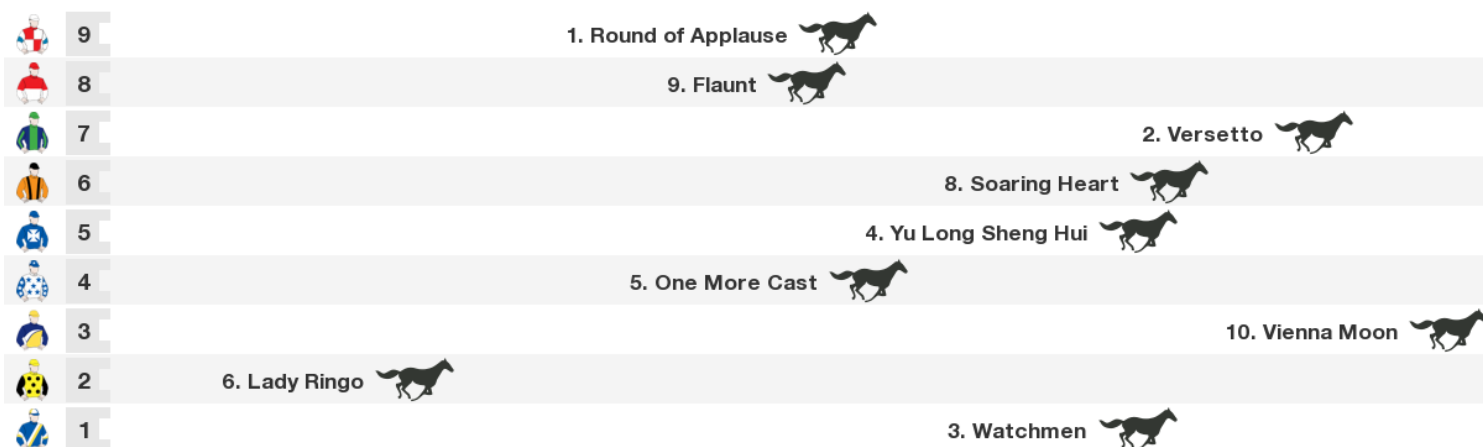 9 1. Round of Applause
8 9. Flaunt
7 2. Versetto
6 8. Soaring Heart
5 4. Yu Long Sheng Hui
4 5. One More Cast
3 10. Vienna Moon
2 6. Lady Ringo
1 3. Watchmen